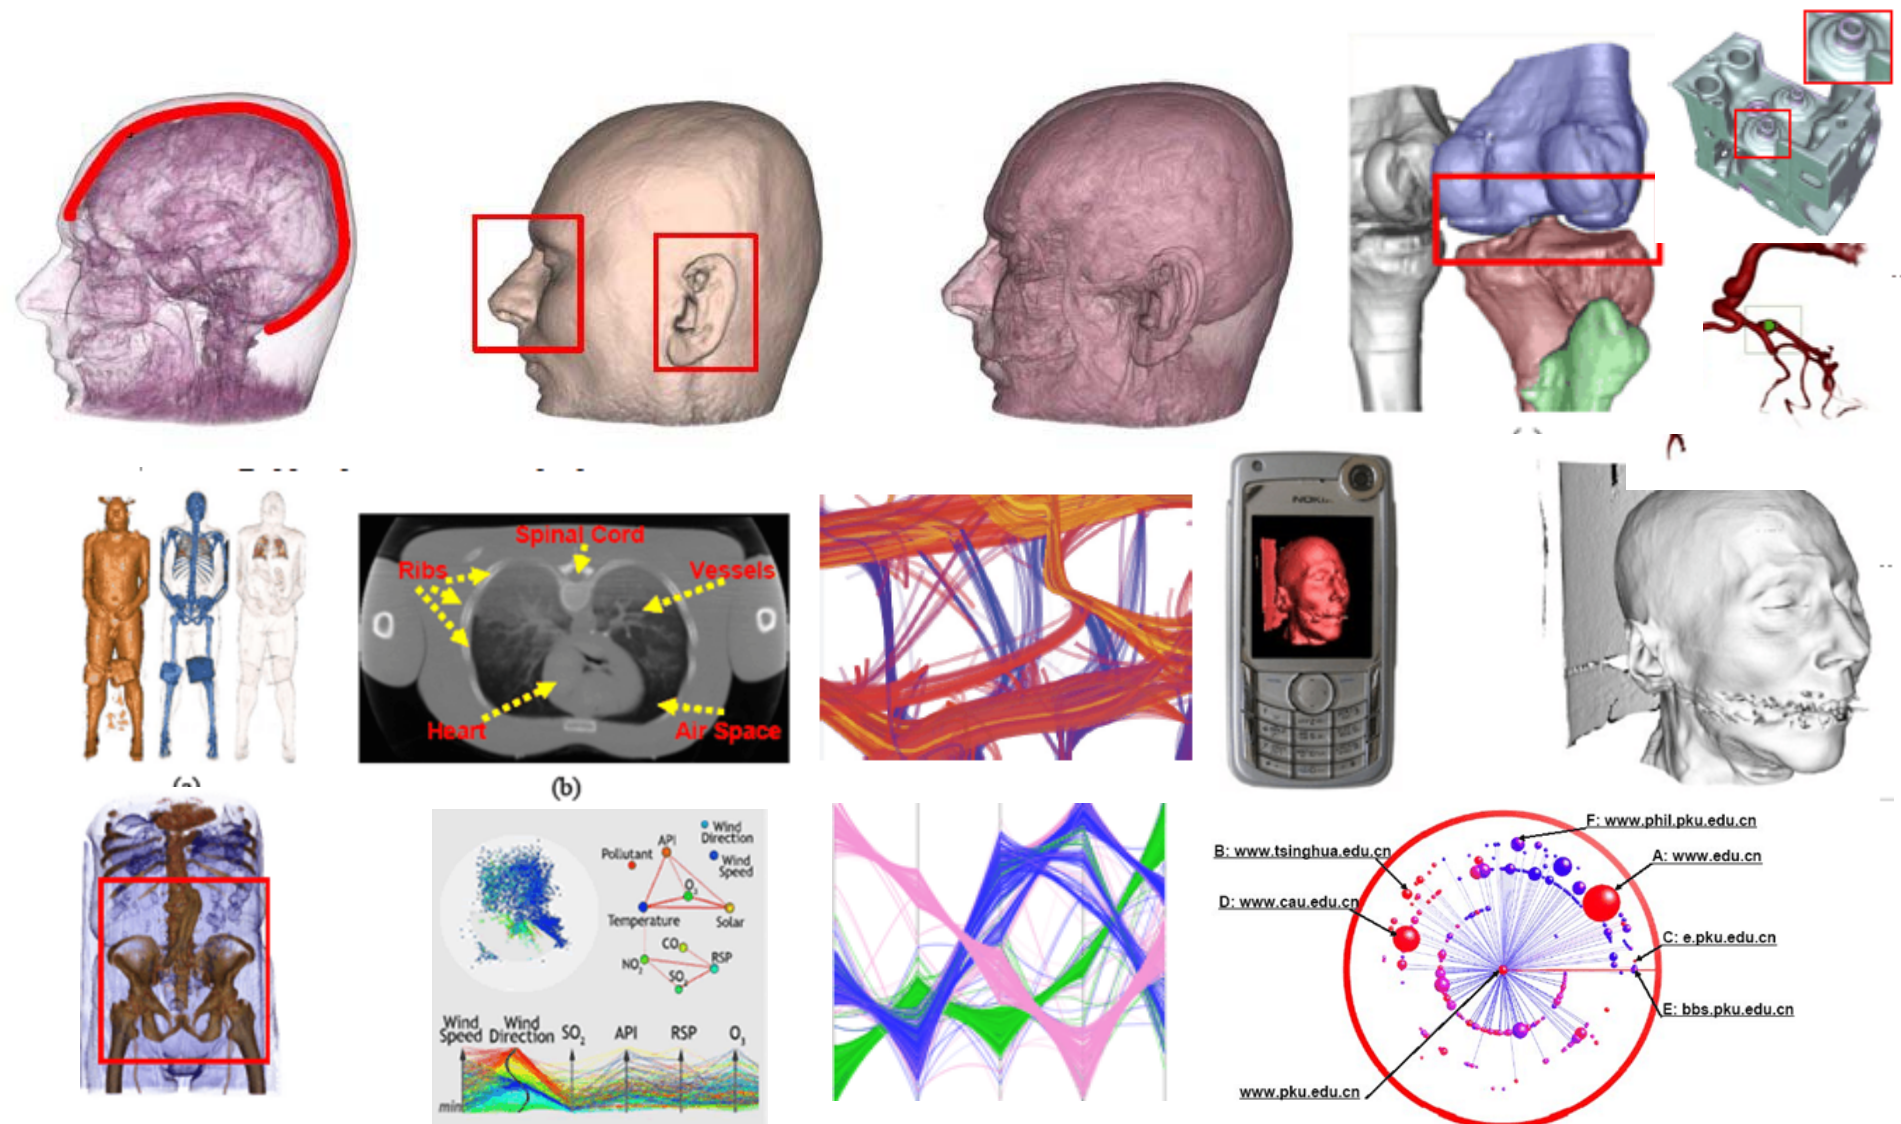 Spinal Cord
Ribs
Vessels
Heart
Air Space
(a)
(b)
Wind
Direction
API
Pollutant
Wind
Speed
O3
Temperature
Solar
CO
NO2
RSP
SO2
Wind
Speed
Wind
Direction
SO2
API
RSP
O3
min
F: www.phil.pku.edu.cn
B: www.tsinghua.edu.cn
A: www.edu.cn
D: www.cau.edu.cn
C: e.pku.edu.cn
E: bbs.pku.edu.cn
www.pku.edu.cn